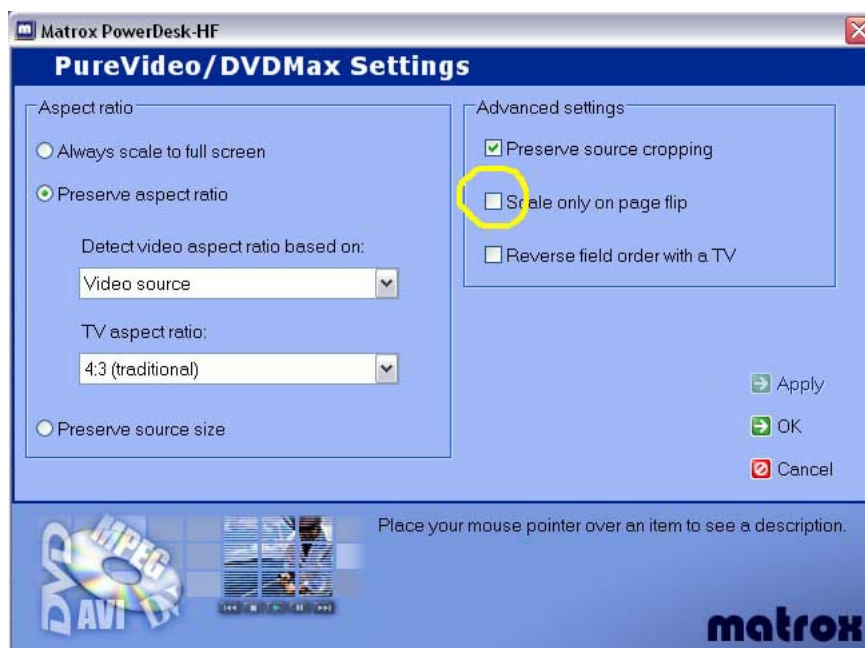 Matrox PowerDesk-HF
PureVideo/DVDMax Settings
Aspect ratio
Always scale to full screen
Preserve aspect ratio
Detect video aspect ratio based on:
Video source
TV aspect ratio:
4:3 (traditional)
Preserve source size
Advanced settings
Preserve source cropping
Scale only on page flip
Reverse field order with a TV
Apply
OK
Cancel
Place your mouse pointer over an item to see a description.
DVD
MPEG
AVI
matrox